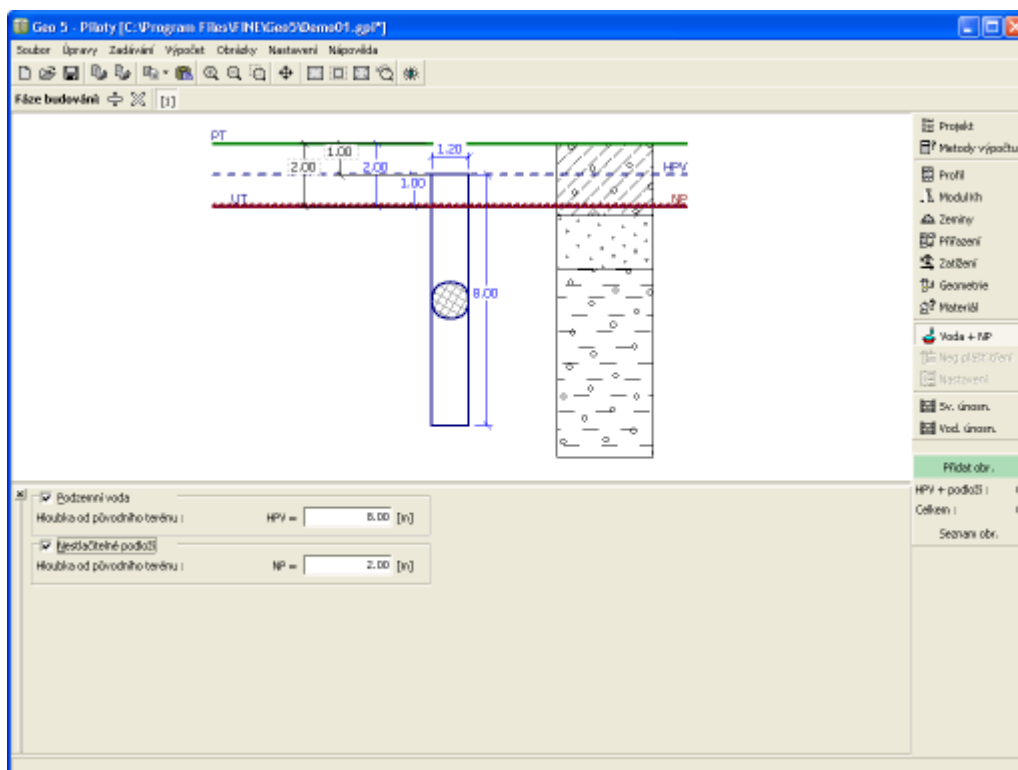 Geo 5 - Piloty [C:\Program Files\FINE\Geo5\Demo01.gpi*]
Soubor Úpravy Zadávání Výpočet Obrázky Nastavení Nápověda
Fáze budování: [1]
PT
1.00
1.20
2.00
2.00
HPV
1.00
UT
NP
8.00
Projekt
Metody výpočtu
Profil
Modul kh
Zeminy
Přiřazení
Zatížení
Geometrie
Materiál
Voda + NP
Neg.plášť.tření
Nastavení
Sv. únosn.
Vod. únosn.
Přidat obr.
HPV + podloží :
Celkem :
Seznam obr.
Podzemní voda
Hloubka od původního terénu : HPV = [m]
Nestlačitelné podloží
Hloubka od původního terénu : NP = 2.00 [m]